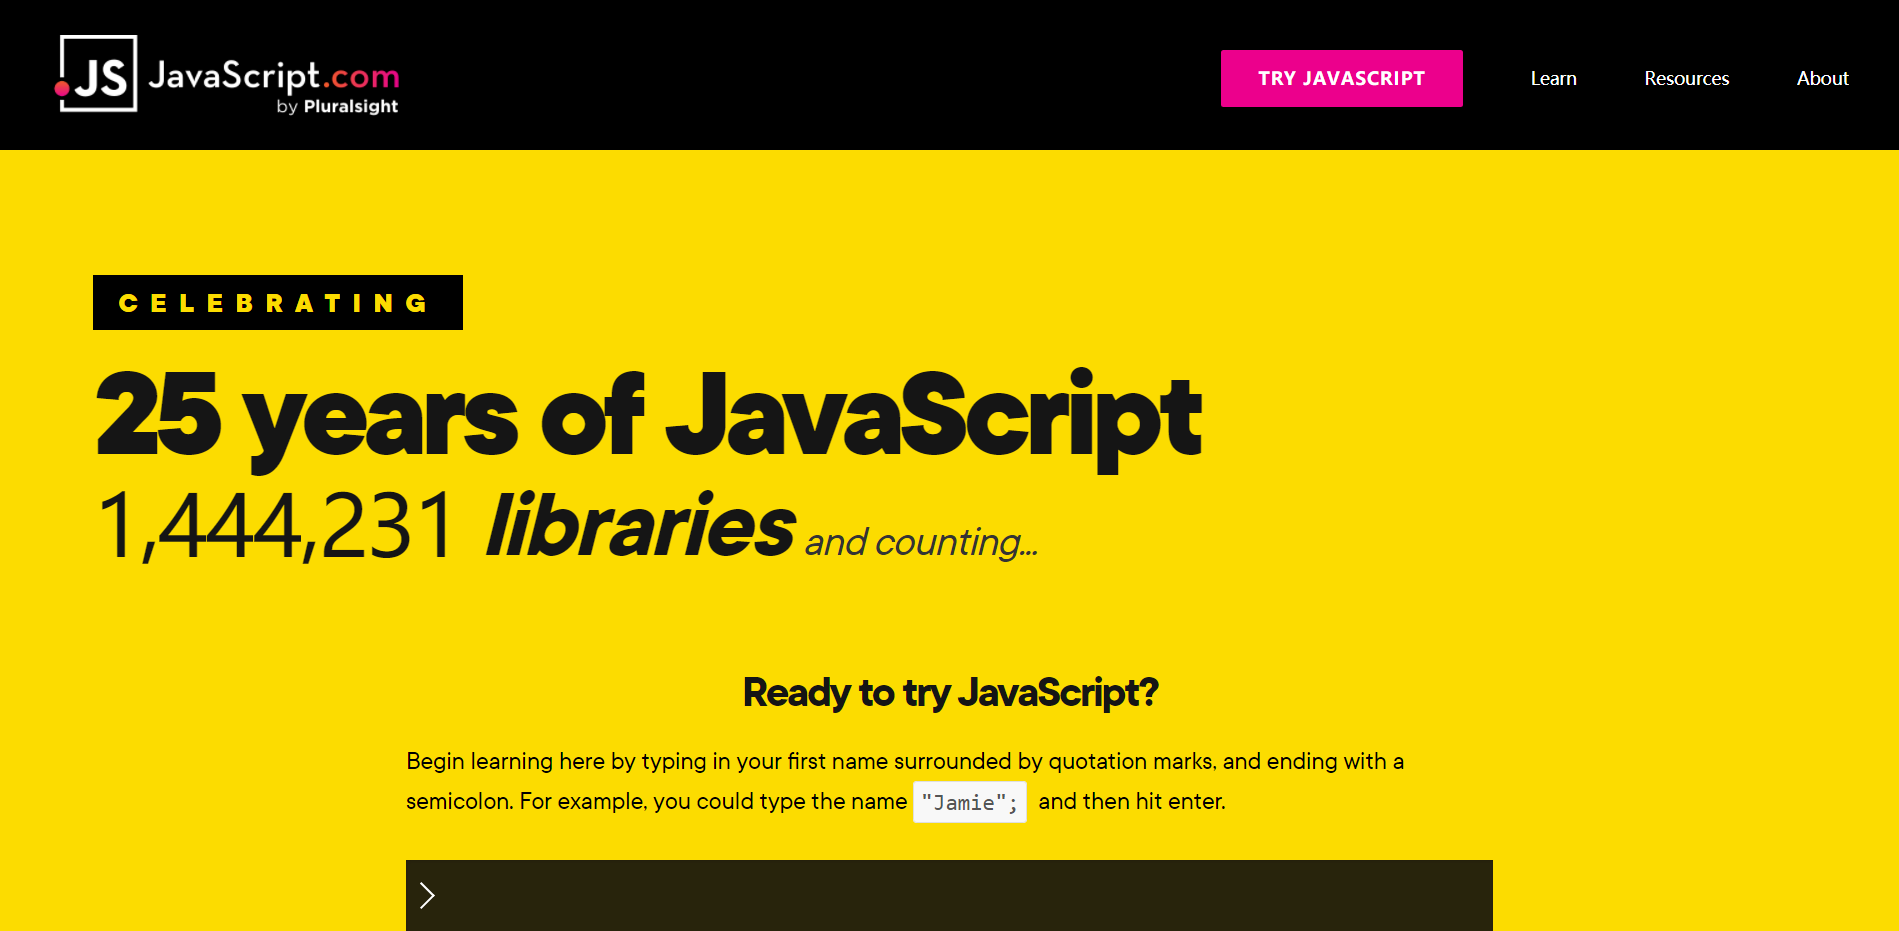 JS JavaScript.com
by Pluralsight
TRY JAVASCRIPT
Learn
Resources
About
CELEBRATING
25 years of JavaScript
1,444,231 libraries and counting...
Ready to try JavaScript?
Begin learning here by typing in your first name surrounded by quotation marks, and ending with a
semicolon. For example, you could type the name "Jamie"; and then hit enter.